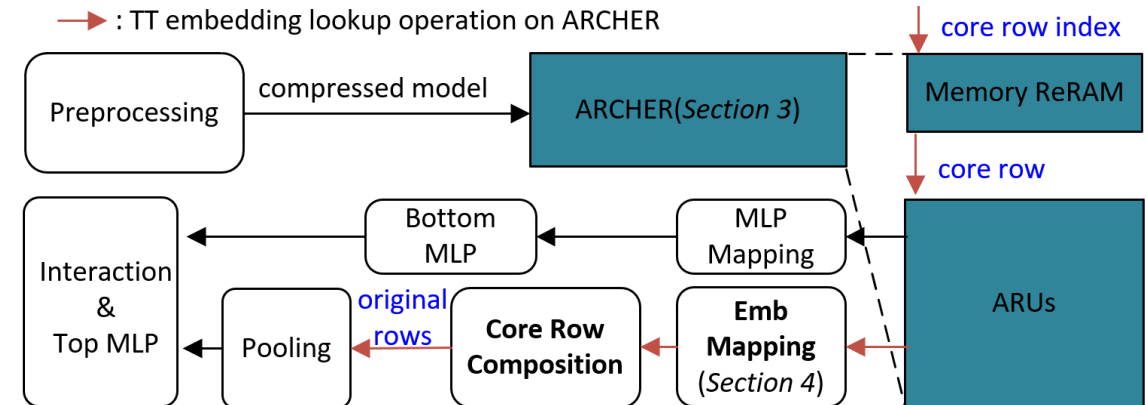 : TT embedding lookup operation on ARCHER
core row index
Preprocessing
compressed model
ARCHER(Section 3)
Memory ReRAM
core row
Interaction
&
Top MLP
Bottom
MLP
MLP
Mapping
ARUs
Pooling
original
rows
Core Row
Composition
Emb
Mapping
(Section 4)